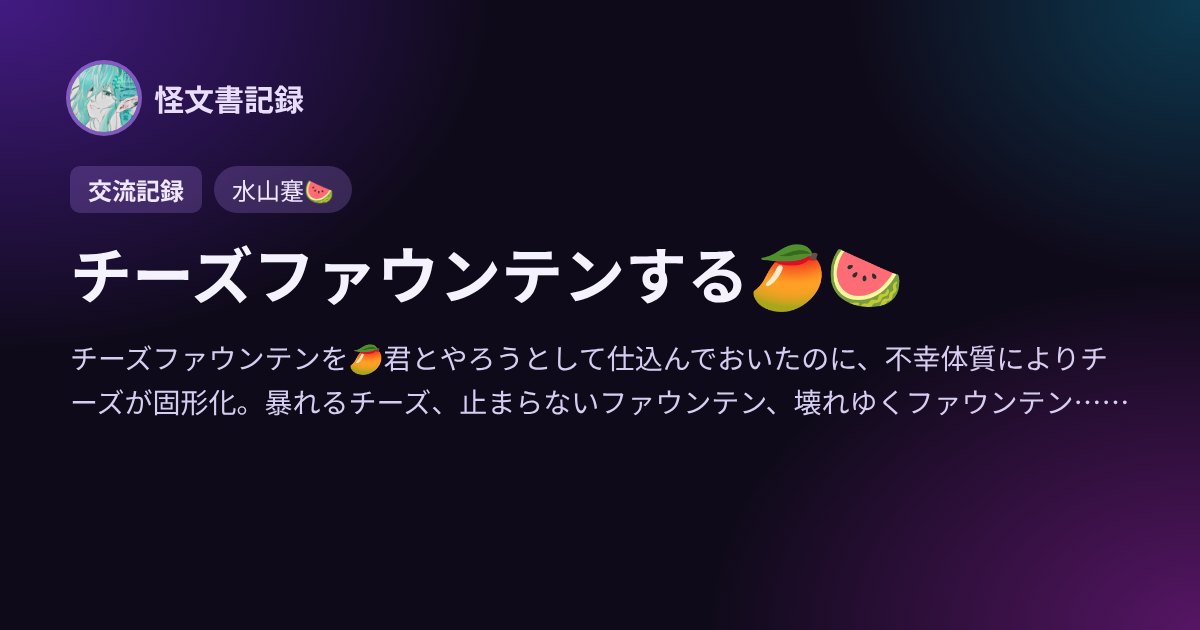 怪文書記録
交流記録
水山蹇🍉
チーズファウンテンする🥭🍉
チーズファウンテンを🥭君とやろうとして仕込んでおいたのに、不幸体質によりチ
ーズが固形化。暴れるチーズ、止まらないファウンテン、壊れゆくファウンテン……